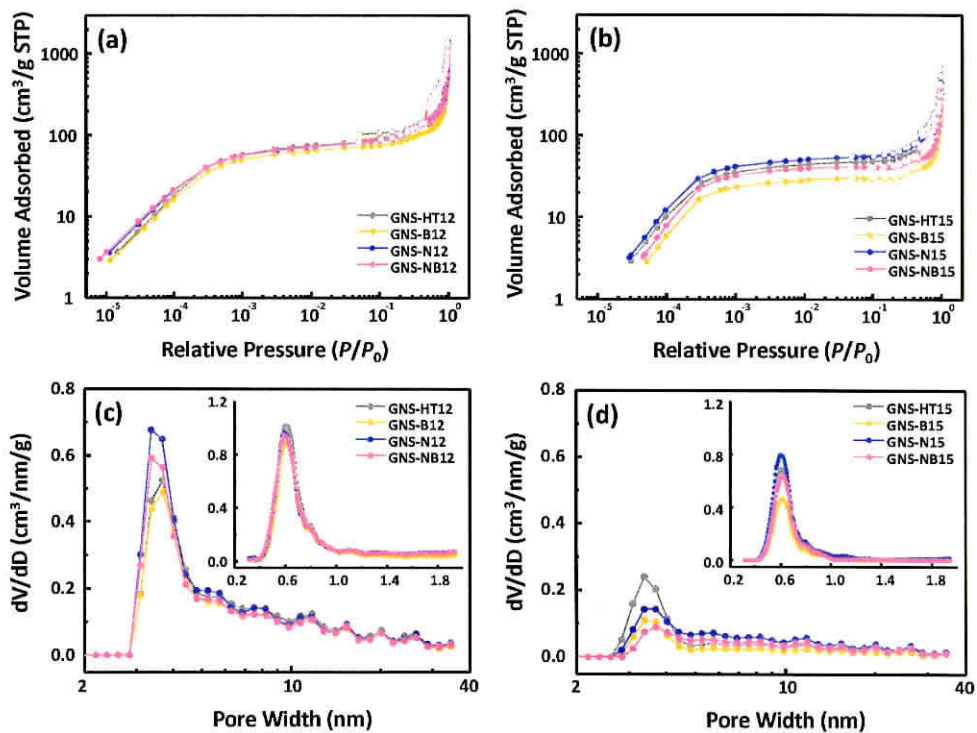 (a)
1000
100
10
1
Volume Adsorbed (cm³/g STP)
GNS-HT12
GNS-B12
GNS-N12
GNS-NB12
10⁻⁵ 10⁻⁴ 10⁻³ 10⁻² 10⁻¹ 10⁰
Relative Pressure (P/P₀)
(b)
1000
100
10
1
Volume Adsorbed (cm³/g STP)
GNS-HT15
GNS-B15
GNS-N15
GNS-NB15
10⁻⁵ 10⁻⁴ 10⁻³ 10⁻² 10⁻¹ 10⁰
Relative Pressure (P/P₀)
(c)
0.8
0.6
0.4
0.2
0.0
dV/dD (cm³/nm/g)
1.2
0.8
0.4
0.0
GNS-HT12
GNS-B12
GNS-N12
GNS-NB12
0.2 0.6 1.0 1.4 1.8
2 10 40
Pore Width (nm)
(d)
0.8
0.6
0.4
0.2
0.0
dV/dD (cm³/nm/g)
1.2
0.8
0.4
0.0
GNS-HT15
GNS-B15
GNS-N15
GNS-NB15
0.2 0.6 1.0 1.4 1.8
2 10 40
Pore Width (nm)